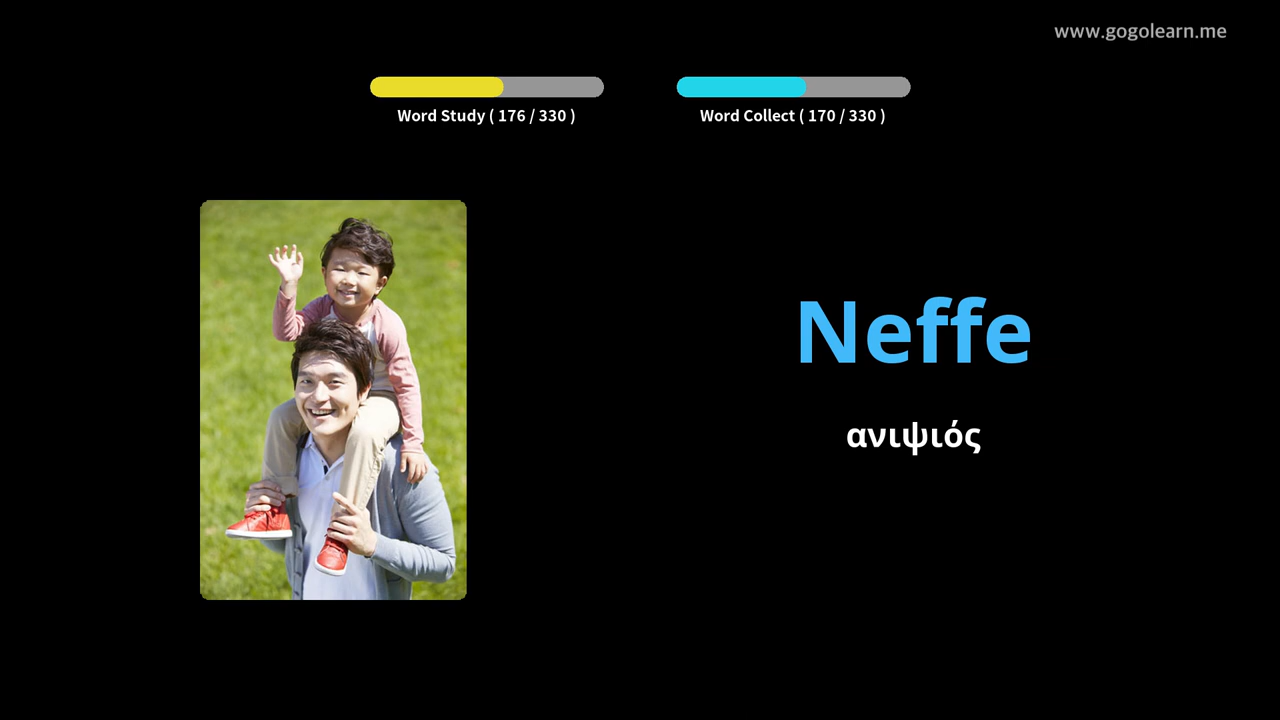 www.gogolearn.me
Word Study ( 176 / 330 )
Word Collect ( 170 / 330 )
Neffe
ανιψιός